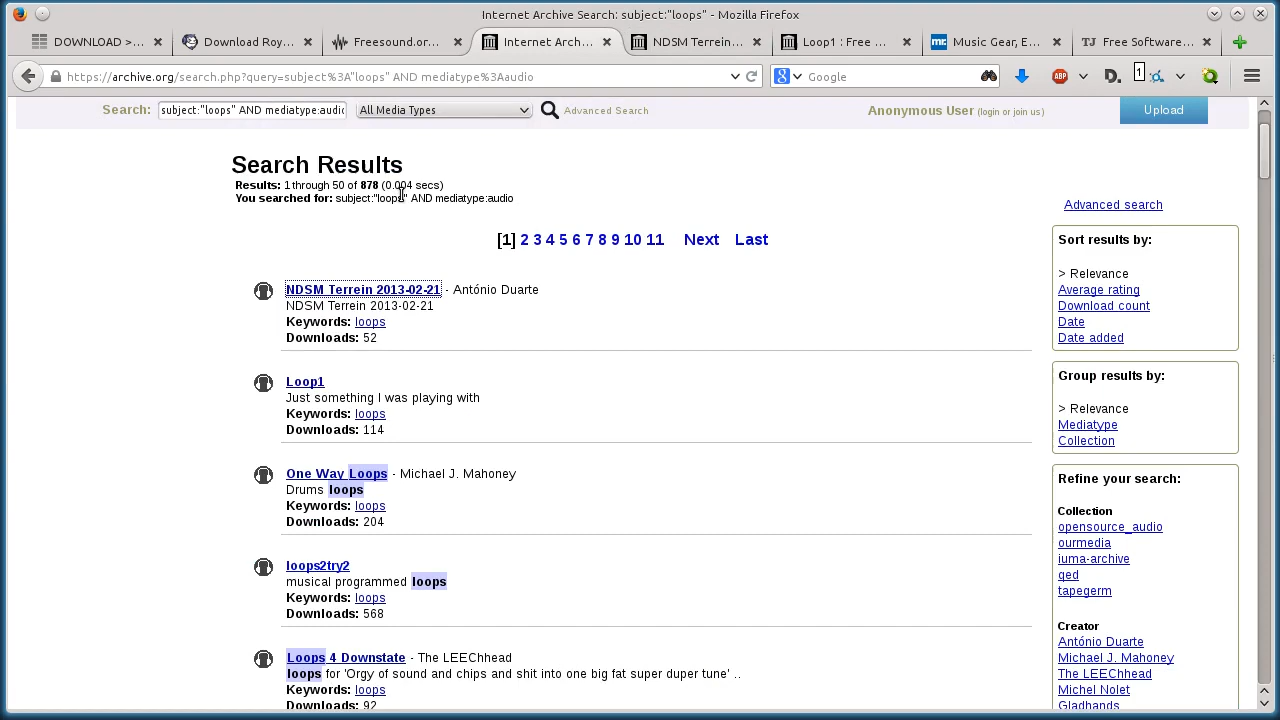 Internet Archive Search: subject:"loops" - Mozilla Firefox
DOWNLOAD >... Download Roy... Freesound.or... Internet Arch... NDSM Terrein... Loop1 : Free ... Music Gear, E... Free Software...
https://archive.org/search.php?query=subject%3A"loops" AND mediatype%3Aaudio Google ABP D. 1
Search: subject:"loops" AND mediatype:audi All Media Types Advanced Search Anonymous User (login or join us) Upload
Search Results
Results: 1 through 50 of 878 (0.004 secs)
You searched for: subject:"loops" AND mediatype:audio
[1] 2 3 4 5 6 7 8 9 10 11 Next Last
NDSM Terrein 2013-02-21 - António Duarte
NDSM Terrein 2013-02-21
Keywords: loops
Downloads: 52
Loop1
Just something I was playing with
Keywords: loops
Downloads: 114
One Way Loops - Michael J. Mahoney
Drums loops
Keywords: loops
Downloads: 204
loops2try2
musical programmed loops
Keywords: loops
Downloads: 568
Loops 4 Downstate - The LEEChhead
loops for 'Orgy of sound and chips and shit into one big fat super duper tune' ..
Keywords: loops
Downloads: 92
Advanced search
Sort results by:
> Relevance
Average rating
Download count
Date
Date added
Group results by:
> Relevance
Mediatype
Collection
Refine your search:
Collection
opensource_audio
ourmedia
iuma-archive
qed
tapegerm
Creator
António Duarte
Michael J. Mahoney
The LEEChhead
Michel Nolet
Gladhands